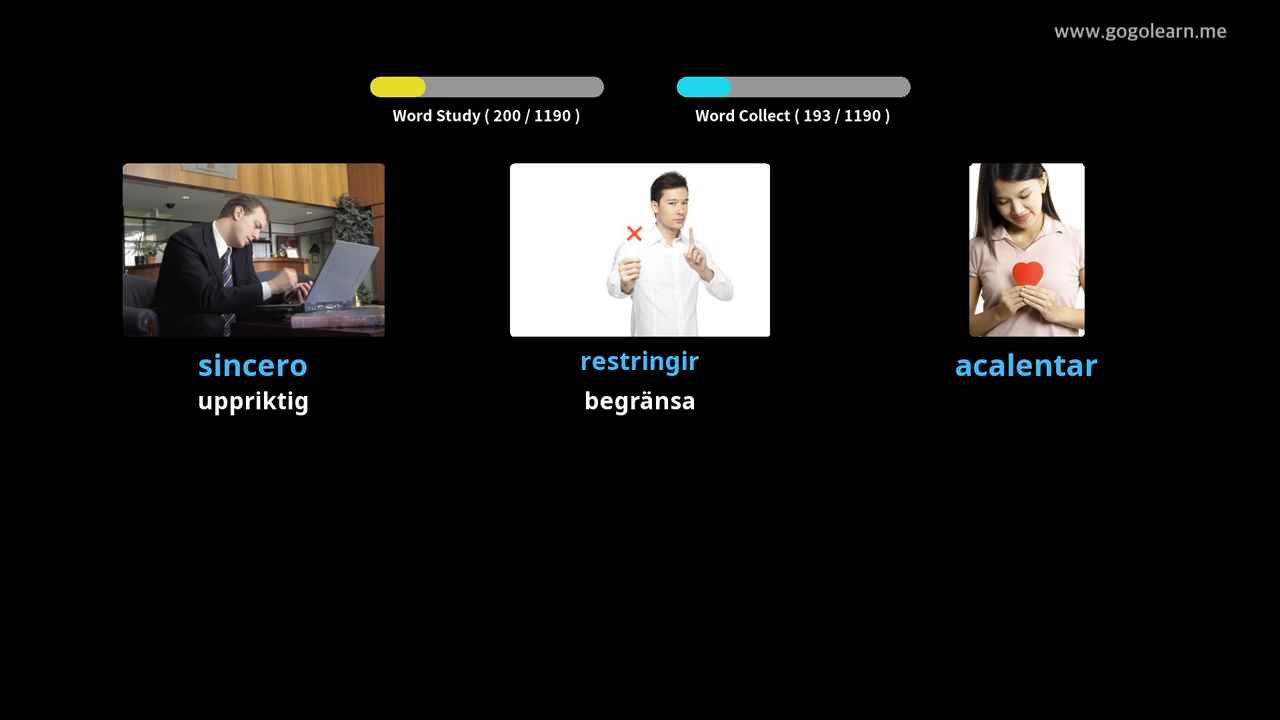 www.gogolearn.me
Word Study ( 200 / 1190 )
Word Collect ( 193 / 1190 )
sincero
uppriktig
restringir
begränsa
acalentar